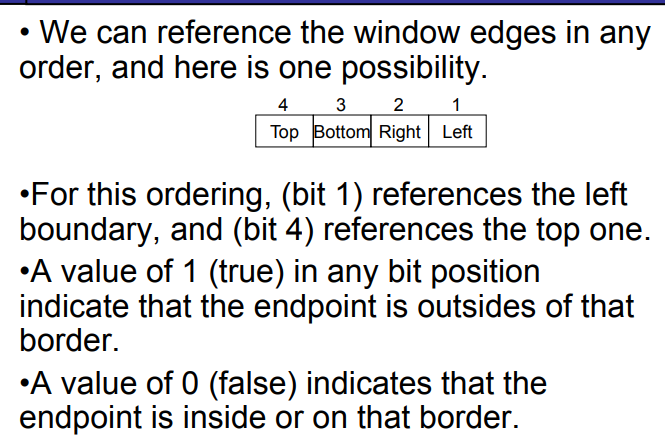 • We can reference the window edges in any
order, and here is one possibility.
4 3 2 1
Top Bottom Right Left
•For this ordering, (bit 1) references the left
boundary, and (bit 4) references the top one.
•A value of 1 (true) in any bit position
indicate that the endpoint is outsides of that
border.
•A value of 0 (false) indicates that the
endpoint is inside or on that border.